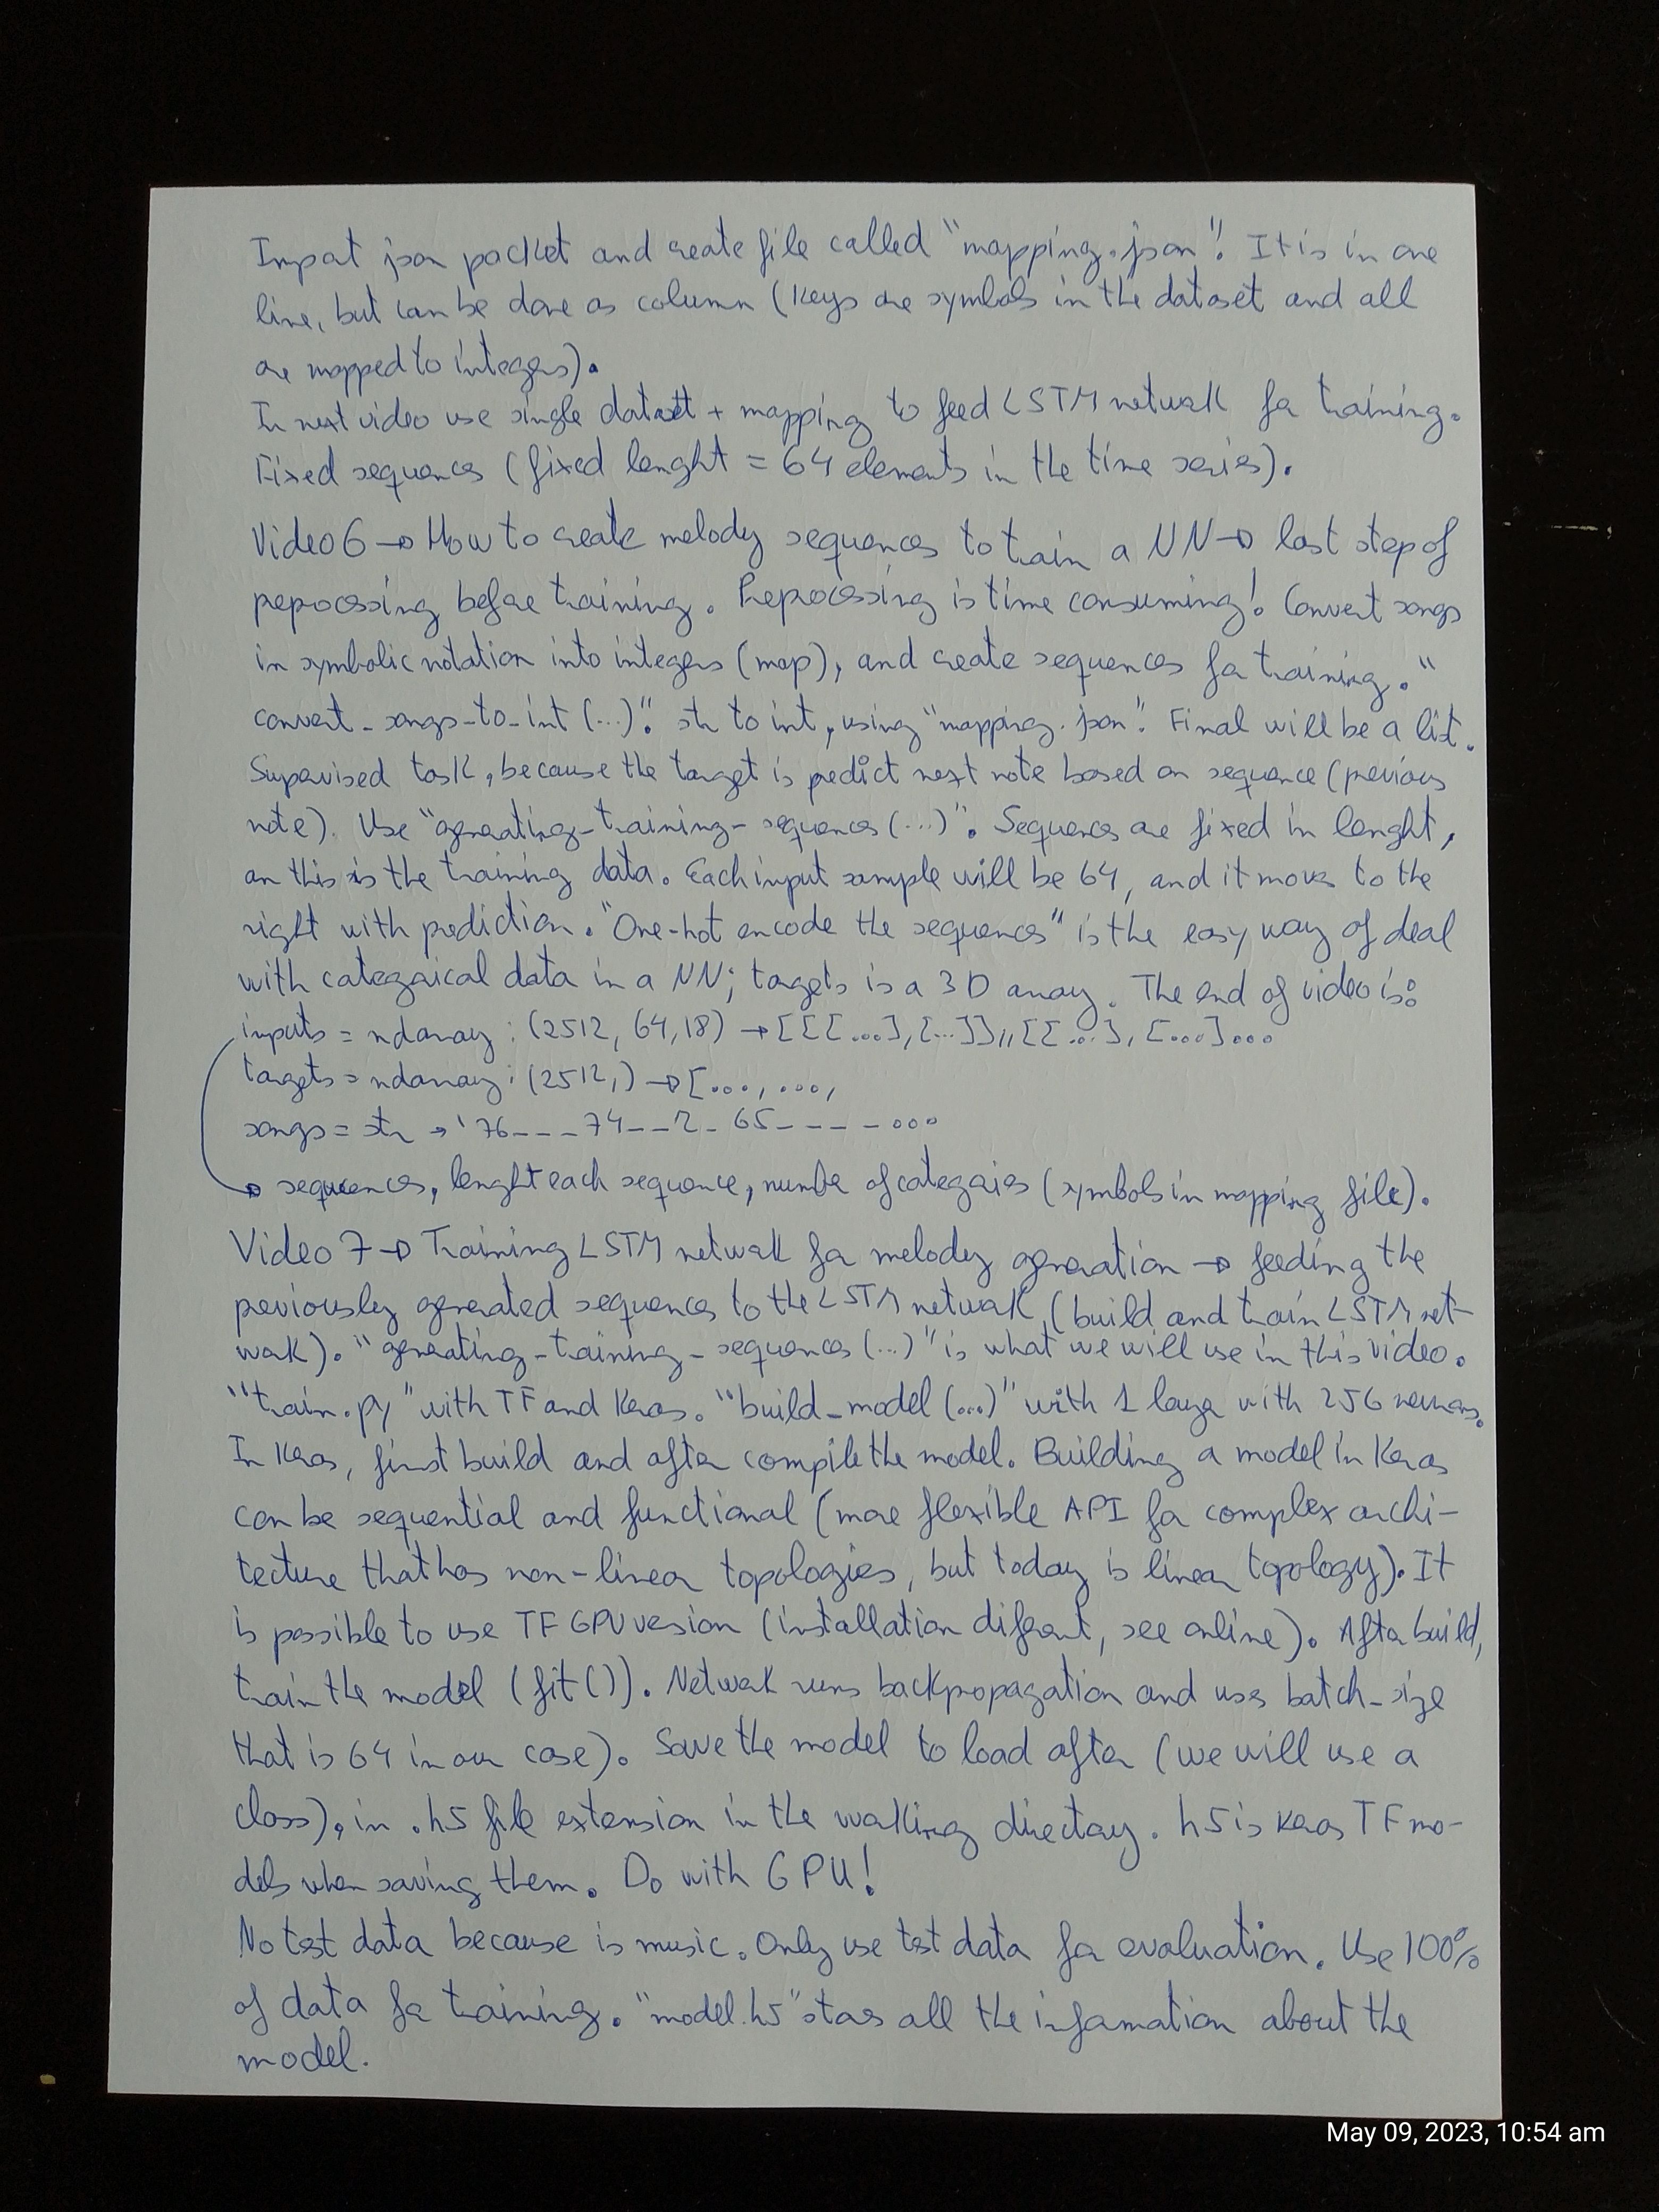 Import json packet and create file called "mapping.json". It is in one
line, but can be done as column (keys are symbols in the dataset and all
are mapped to integers).
In next video use single dataset + mapping to feed LSTM network for training.
Fixed sequences (fixed lenght = 64 elements in the time series).
Video 6 → How to create melody sequences to train a NN → last step of
preprocessing before training. Preprocessing is time consuming! Convert songs
in symbolic notation into integers (map), and create sequences for training. "
convert_songs_to_int (...)". str to int, using "mapping.json". Final will be a list.
Supervised task, because the target is predict next note based on sequence (previous
note). Use "generating_training_sequences (...)". Sequences are fixed in lenght,
an this is the training data. Each input sample will be 64, and it moves to the
right with prediction. "One-hot encode the sequences" is the easy way of deal
with categorical data in a NN; targets is a 3D array. The end of video is:
inputs = ndarray : (2512, 64, 18) → [[[...],[...]],,[[...],[...]...
targets = ndarray : (2512,) → [..., ...,
songs = str → '76___74__2_65_____...
→ sequences, lenght each sequence, number of categories (symbols in mapping file).
Video 7 → Training LSTM network for melody generation → feeding the
previously generated sequences to the LSTM network (build and train LSTM net-
work). "generating_training_sequences (...)" is what we will use in this video.
"train.py" with TF and Keras. "build_model (...)" with 1 layer with 256 neurons.
In Keras, first build and after compile the model. Building a model in Keras
can be sequential and functional (more flexible API for complex archi-
tecture that has non-linear topologies, but today is linear topology). It
is possible to use TF GPU version (installation diferent, see online). After build,
train the model (fit()). Network runs backpropagation and uses batch_size
that is 64 in our case). Save the model to load after (we will use a
class), in .h5 file extension in the working directory. h5 is Keras TF mo-
dels when saving them. Do with GPU!
No test data because is music. Only use test data for evaluation. Use 100%
of data for training. "model.h5" stores all the information about the
model.
May 09, 2023, 10:54 am